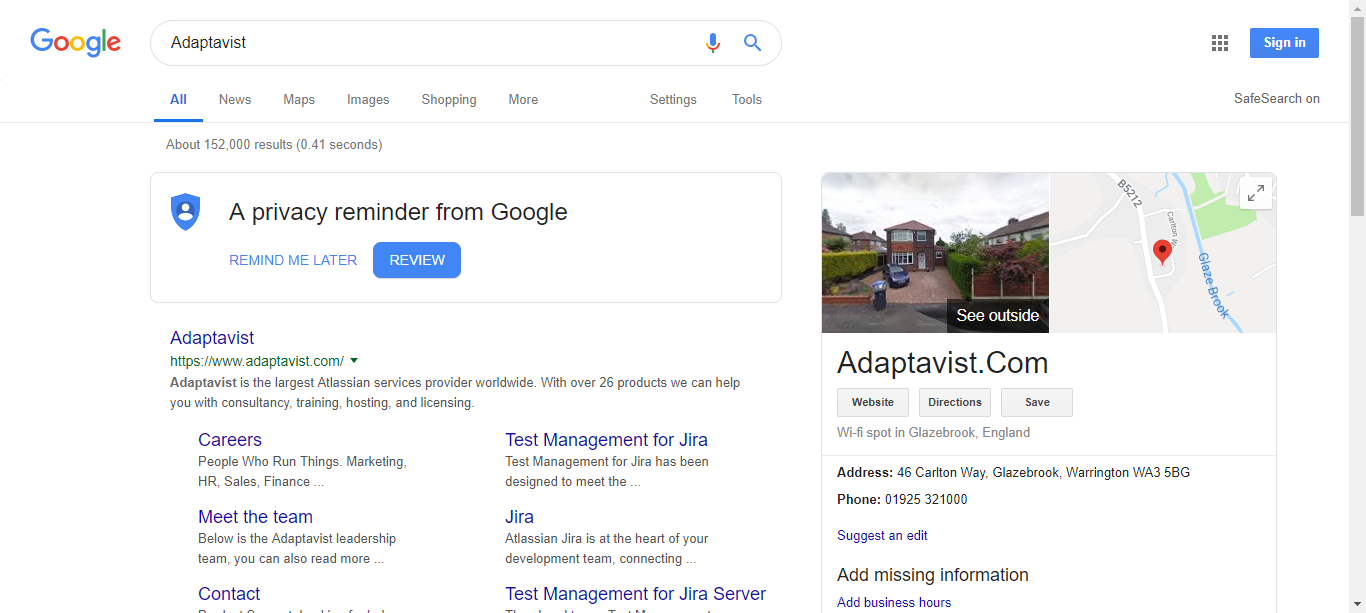 Google
Adaptavist
Sign in
All News Maps Images Shopping More Settings Tools
SafeSearch on
About 152,000 results (0.41 seconds)
A privacy reminder from Google
REMIND ME LATER REVIEW
Adaptavist
https://www.adaptavist.com/
Adaptavist is the largest Atlassian services provider worldwide. With over 26 products we can help
you with consultancy, training, hosting, and licensing.
Careers
People Who Run Things. Marketing,
HR, Sales, Finance ...
Test Management for Jira
Test Management for Jira has been
designed to meet the ...
Meet the team
Below is the Adaptavist leadership
team, you can also read more ...
Jira
Atlassian Jira is at the heart of your
development team, connecting ...
Contact
Test Management for Jira Server
See outside
B5212
Carlton
Glaze Brook
Adaptavist.Com
Website Directions Save
Wi-fi spot in Glazebrook, England
Address: 46 Carlton Way, Glazebrook, Warrington WA3 5BG
Phone: 01925 321000
Suggest an edit
Add missing information
Add business hours